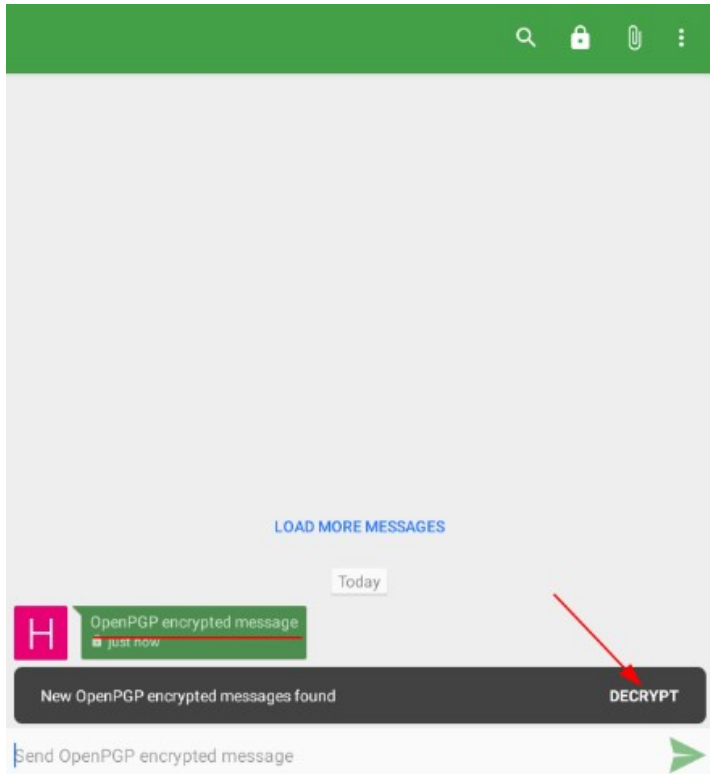 LOAD MORE MESSAGES
Today
H
OpenPGP encrypted message
just now
New OpenPGP encrypted messages found DECRYPT
Send OpenPGP encrypted message